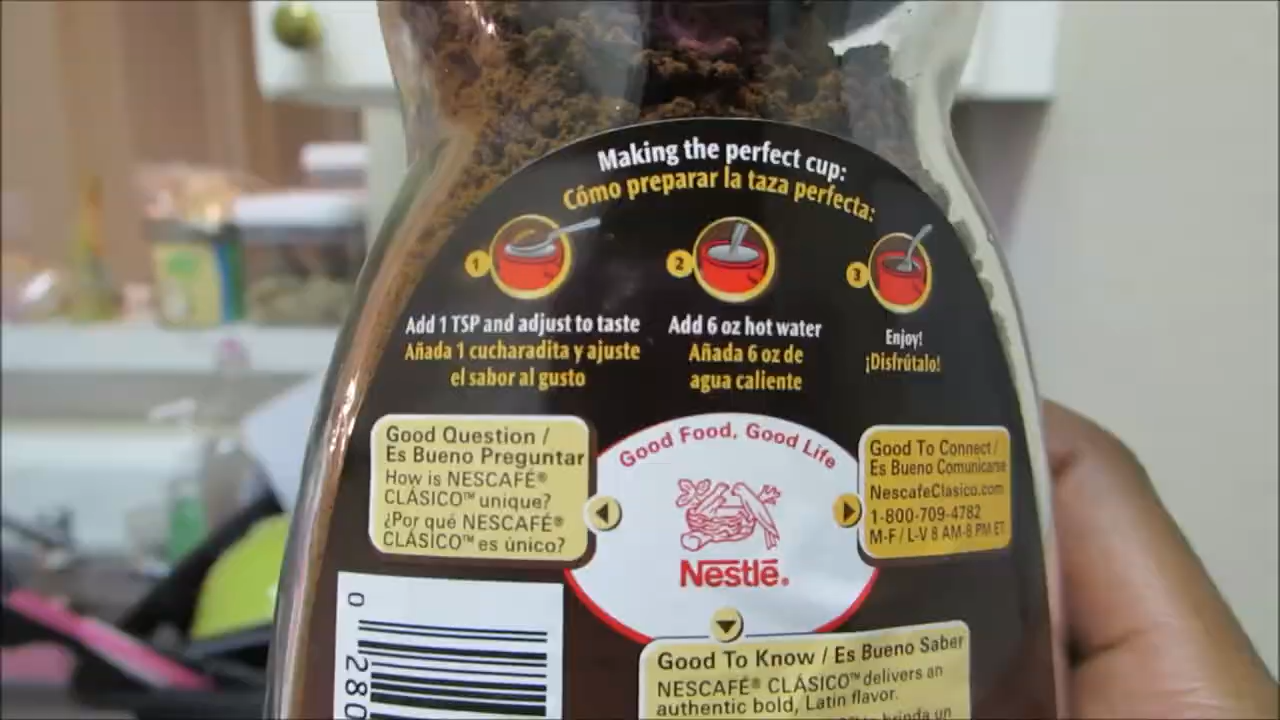 Making the perfect cup:
Cómo preparar la taza perfecta:
1
2
3
Add 1 TSP and adjust to taste
Añada 1 cucharadita y ajuste
el sabor al gusto
Add 6 oz hot water
Añada 6 oz de
agua caliente
Enjoy!
¡Disfrútalo!
Good Question /
Es Bueno Preguntar
How is NESCAFÉ®
CLÁSICO™ unique?
¿Por qué NESCAFÉ®
CLÁSICO™ es único?
Good Food, Good Life
Nestlé®
Good To Connect /
Es Bueno Comunicarse
NescafeClasico.com
1-800-709-4782
M-F / L-V 8 AM-8 PM ET
0 280
Good To Know / Es Bueno Saber
NESCAFÉ® CLÁSICO™ delivers an
authentic bold, Latin flavor.
brinda un